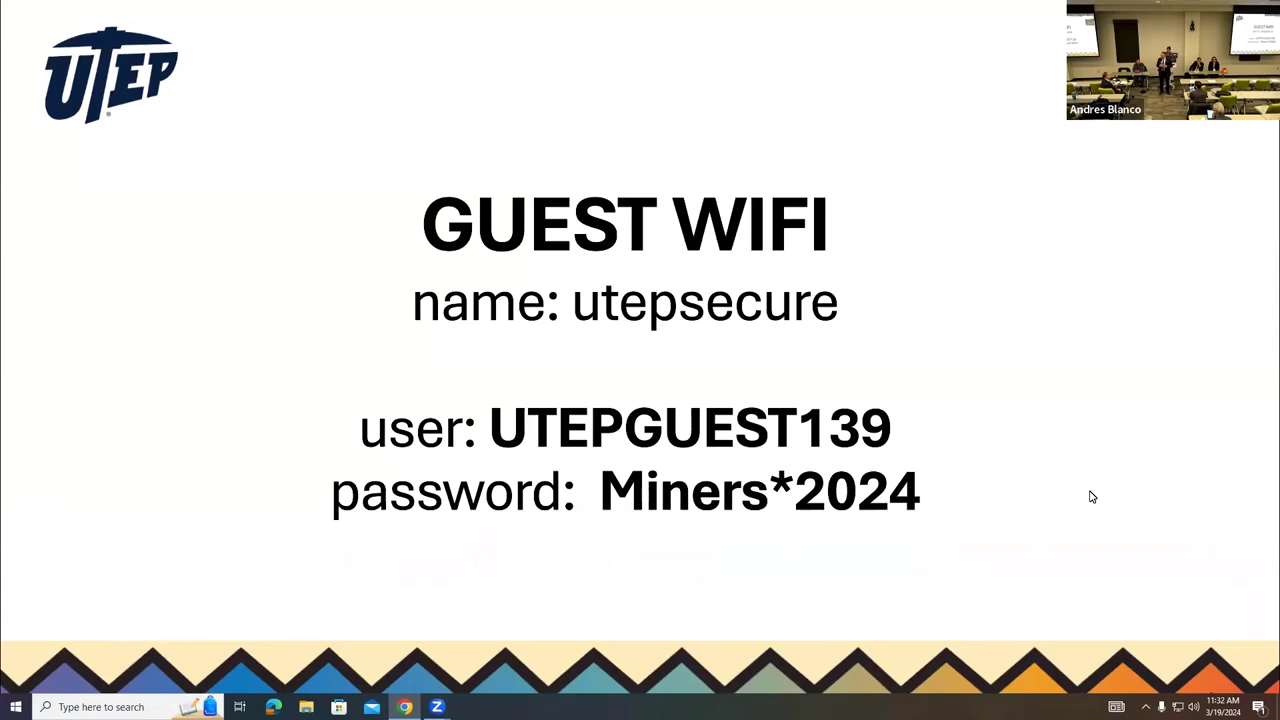 UTEP
Andres Blanco
GUEST WIFI
name: utepsecure
user: UTEPGUEST139
password: Miners*2024
Type here to search
11:32 AM
3/19/2024